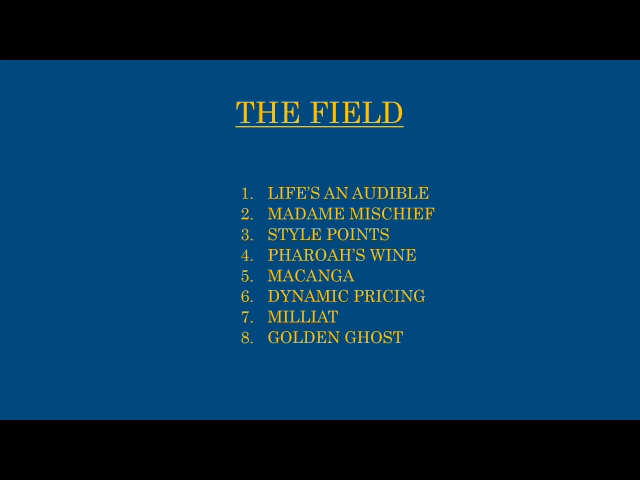 THE FIELD
1. LIFE'S AN AUDIBLE
2. MADAME MISCHIEF
3. STYLE POINTS
4. PHAROAH'S WINE
5. MACANGA
6. DYNAMIC PRICING
7. MILLIAT
8. GOLDEN GHOST